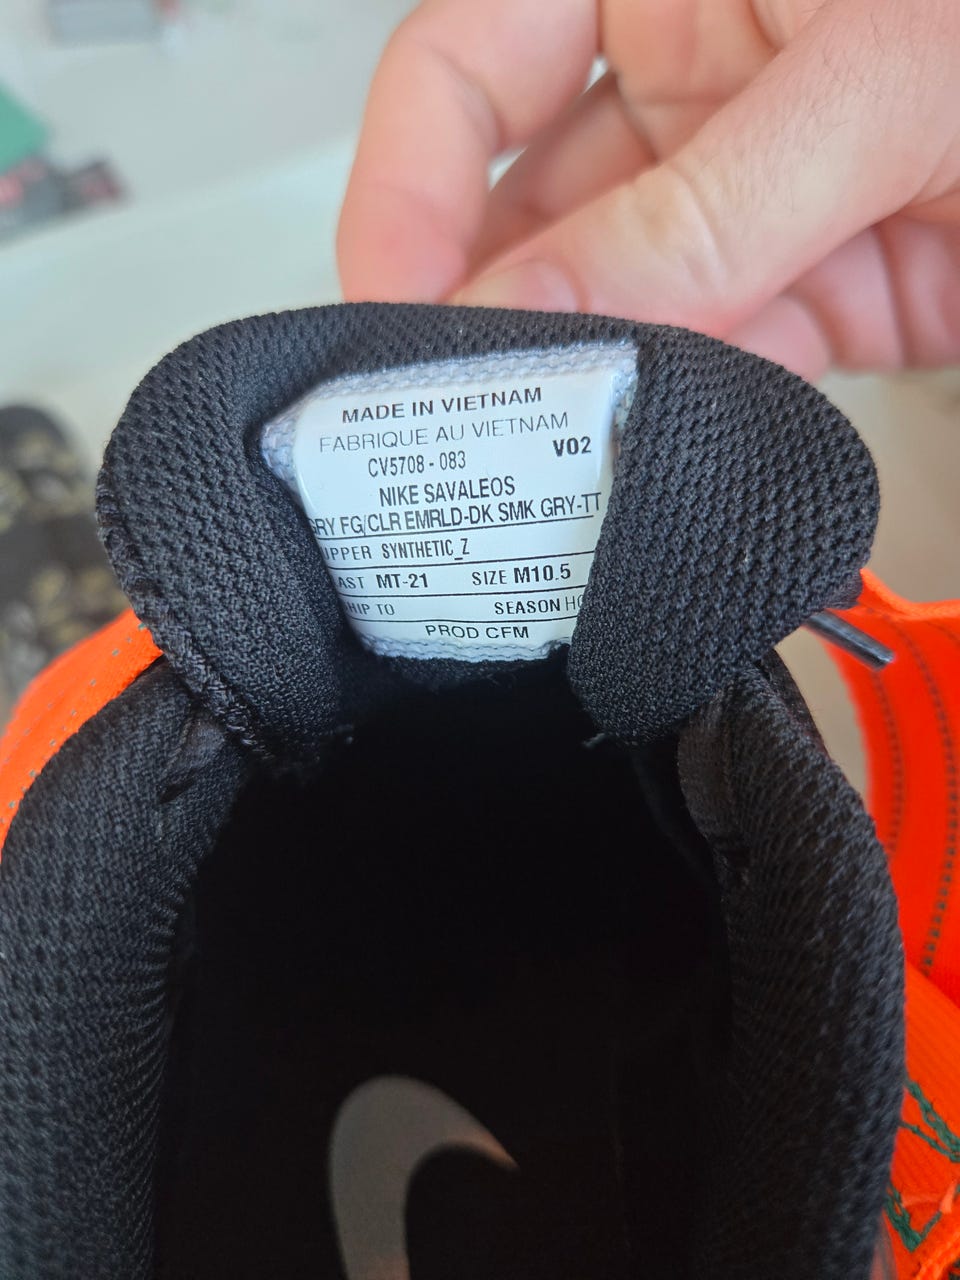 MADE IN VIETNAM
FABRIQUE AU VIETNAM
CV5708 - 083 V02
NIKE SAVALEOS
GRY FG/CLR EMRLD-DK SMK GRY-TT
UPPER SYNTHETIC_Z
LAST MT-21 SIZE M10.5
SHIP TO SEASON HO
PROD CFM